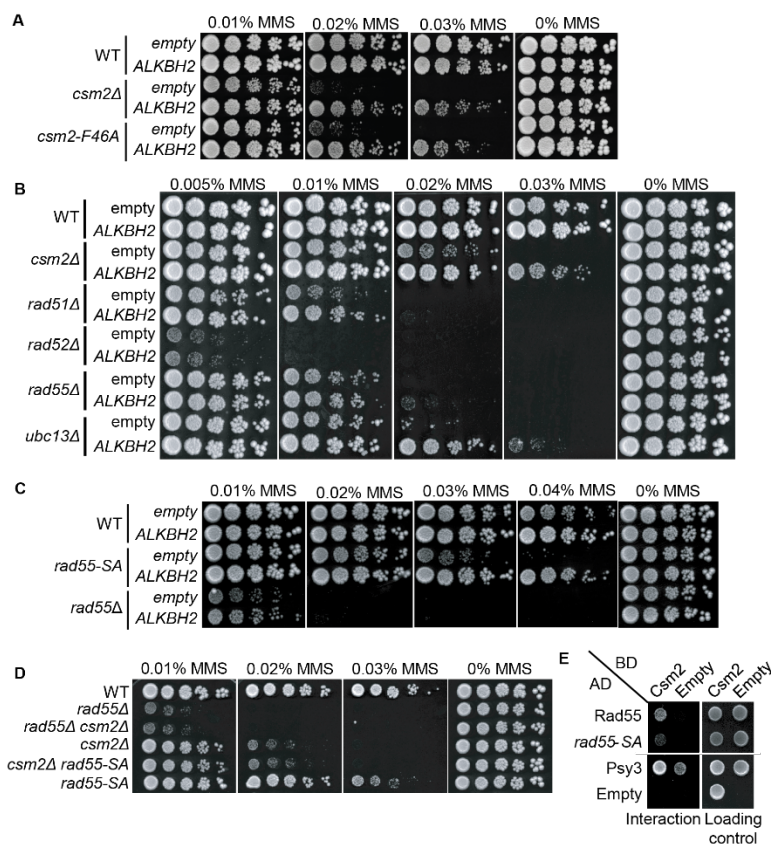 A
0.01% MMS 0.02% MMS 0.03% MMS 0% MMS
WT
empty
ALKBH2
csm2Δ
empty
ALKBH2
csm2-F46A
empty
ALKBH2
B
0.005% MMS 0.01% MMS 0.02% MMS 0.03% MMS 0% MMS
WT
empty
ALKBH2
csm2Δ
empty
ALKBH2
rad51Δ
empty
ALKBH2
rad52Δ
empty
ALKBH2
rad55Δ
empty
ALKBH2
ubc13Δ
empty
ALKBH2
C
0.01% MMS 0.02% MMS 0.03% MMS 0.04% MMS 0% MMS
WT
empty
ALKBH2
rad55-SA
empty
ALKBH2
rad55Δ
empty
ALKBH2
D
0.01% MMS 0.02% MMS 0.03% MMS 0% MMS
WT
rad55Δ
rad55Δ csm2Δ
csm2Δ
csm2Δ rad55-SA
rad55-SA
E
BD
AD
Csm2 Empty Csm2 Empty
Rad55
rad55-SA
Psy3
Empty
Interaction Loading
control